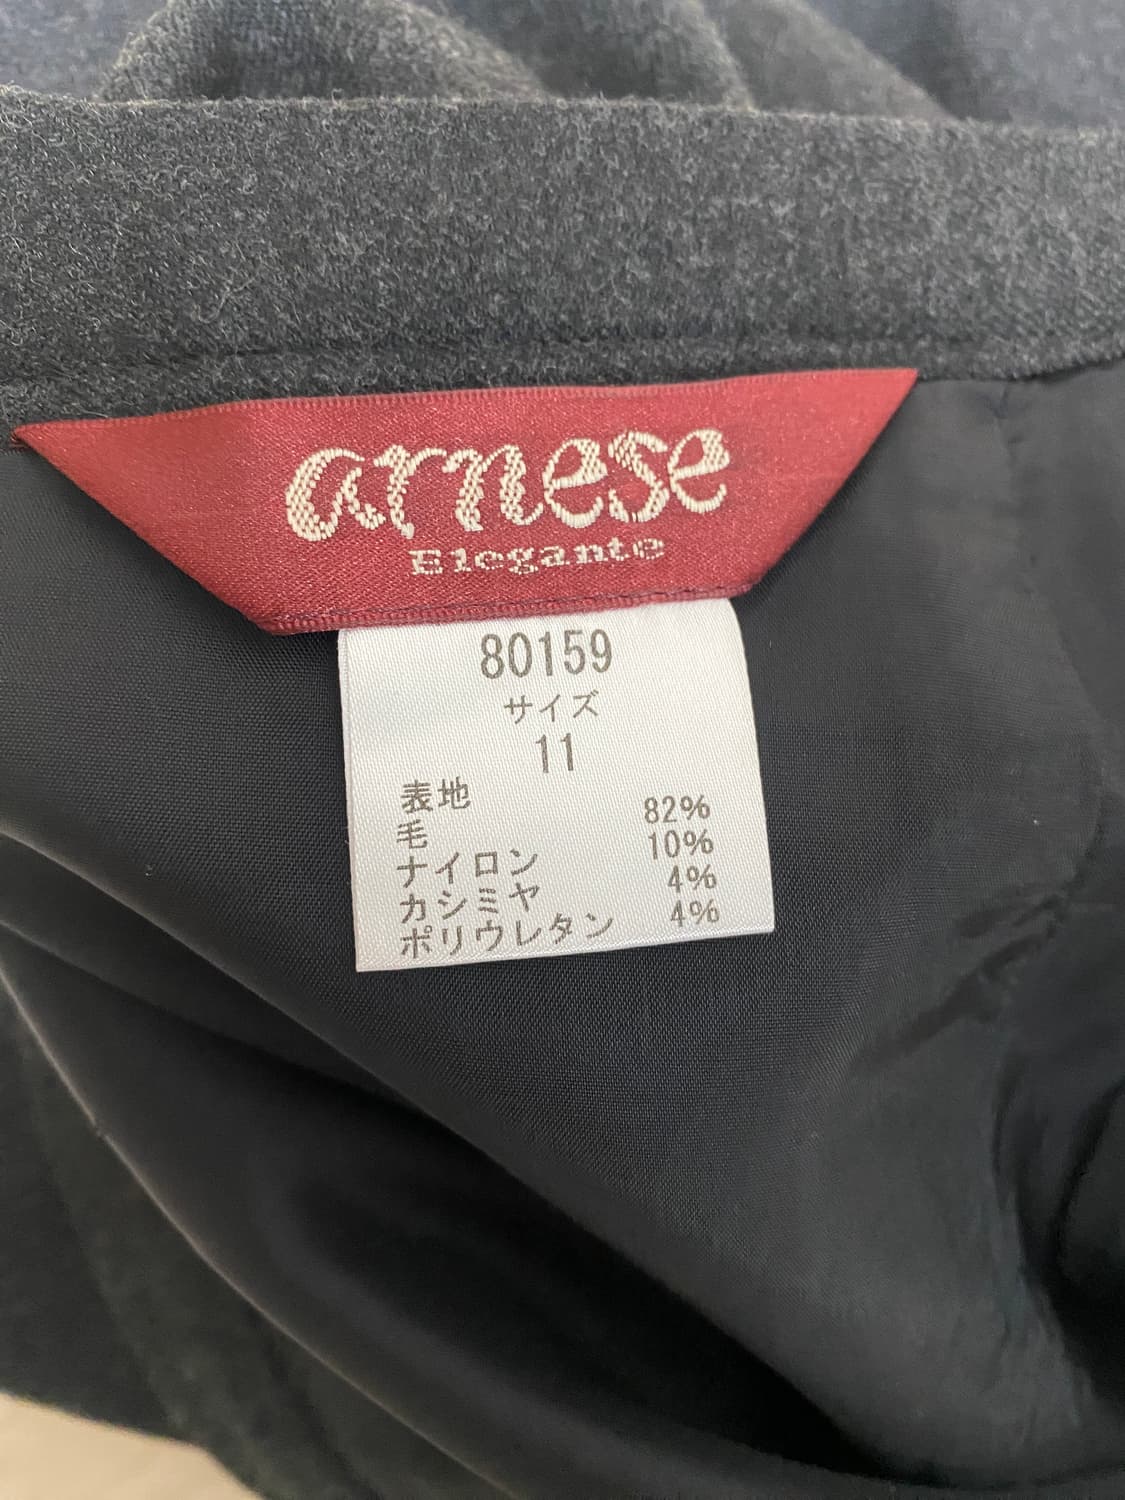 arnese
Elegante
80159
サイズ
11
表地
毛 82%
ナイロン 10%
カシミヤ 4%
ポリウレタン 4%